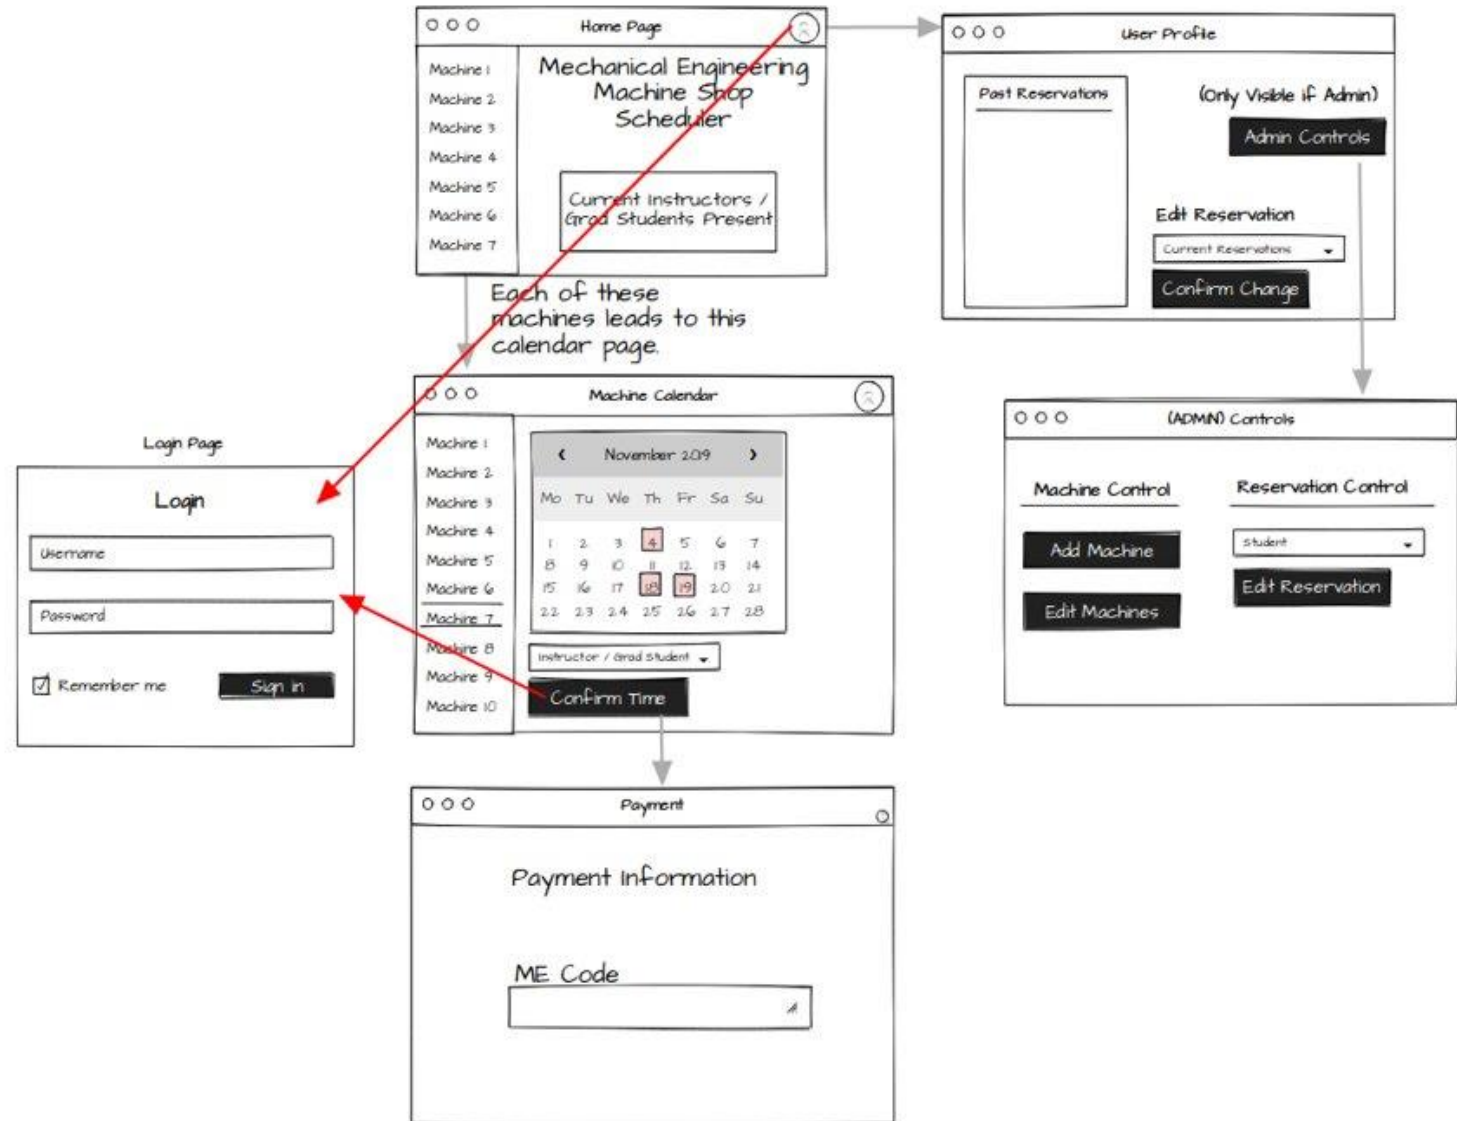 Home Page
Machine 1
Machine 2
Machine 3
Machine 4
Machine 5
Machine 6
Machine 7
Mechanical Engineering
Machine Shop
Scheduler
Current Instructors /
Grad Students Present
Each of these
machines leads to this
calendar page.
User Profile
Past Reservations
(Only Visible if Admin)
Admin Controls
Edit Reservation
Current Reservations
Confirm Change
Login Page
Login
Username
Password
Remember me
Sign in
Machine Calendar
Machine 1
Machine 2
Machine 3
Machine 4
Machine 5
Machine 6
Machine 7
Machine 8
Machine 9
Machine 10
November 2019
Mo Tu We Th Fr Sa Su
1 2 3 4 5 6 7
8 9 10 11 12 13 14
15 16 17 18 19 20 21
22 23 24 25 26 27 28
Instructor / Grad Student
Confirm Time
(ADMIN) Controls
Machine Control
Add Machine
Edit Machines
Reservation Control
Student
Edit Reservation
Payment
Payment Information
ME Code